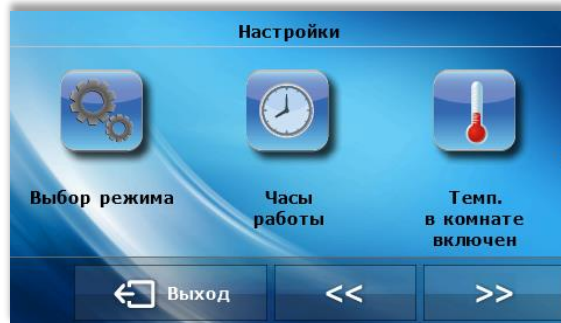 Настройки
Выбор режима
Часы
работы
Темп.
в комнате
включен
Выход
<<
>>